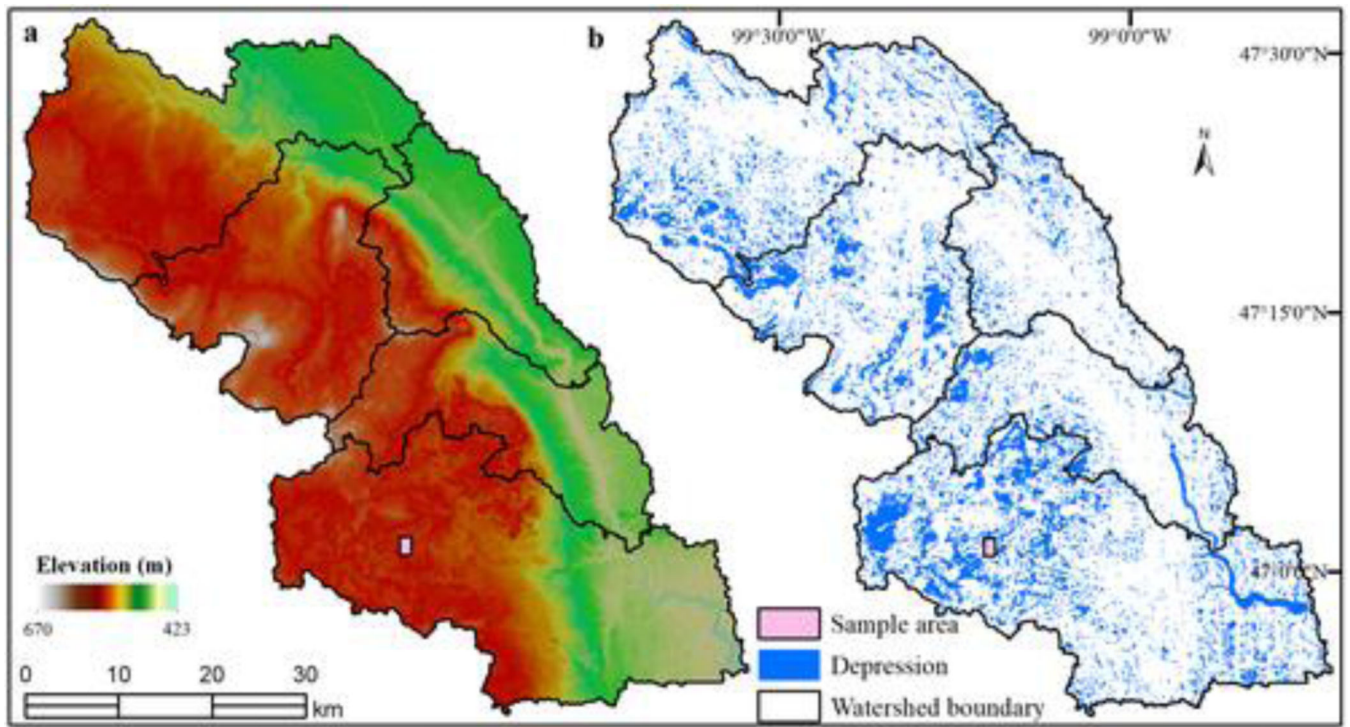 a
b
99°30'0"W
99°0'0"W
47°30'0"N
N
47°15'0"N
47°0'0"N
Elevation (m)
670
423
0
10
20
30
km
Sample area
Depression
Watershed boundary